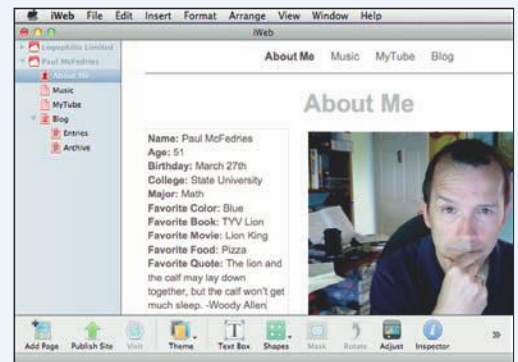 iWeb File Edit Insert Format Arrange View Window Help
iWeb
Logophilia Limited
Paul McFedries
About Me
Music
MyTube
Blog
Entries
Archive
About Me Music MyTube Blog
About Me
Name: Paul McFedries
Age: 51
Birthday: March 27th
College: State University
Major: Math
Favorite Color: Blue
Favorite Book: TYV Lion
Favorite Movie: Lion King
Favorite Food: Pizza
Favorite Quote: The lion and
the calf may lay down
together, but the calf won't get
much sleep. -Woody Allen
Add Page Publish Site Visit Theme Text Box Shapes Mask Rotate Adjust Inspector